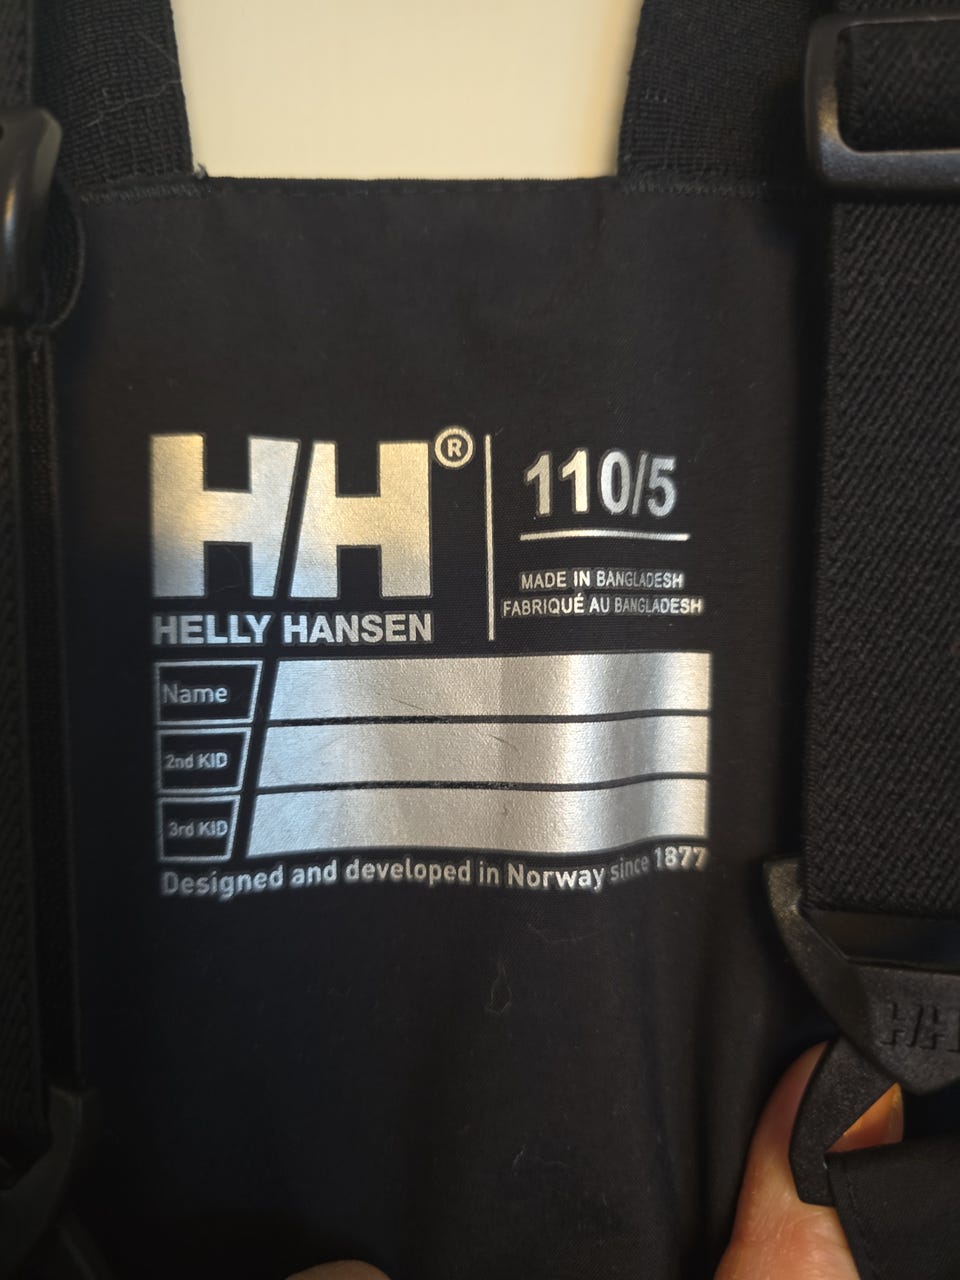 HH®
HELLY HANSEN
110/5
MADE IN BANGLADESH
FABRIQUÉ AU BANGLADESH
Name
2nd KID
3rd KID
Designed and developed in Norway since 1877
HH